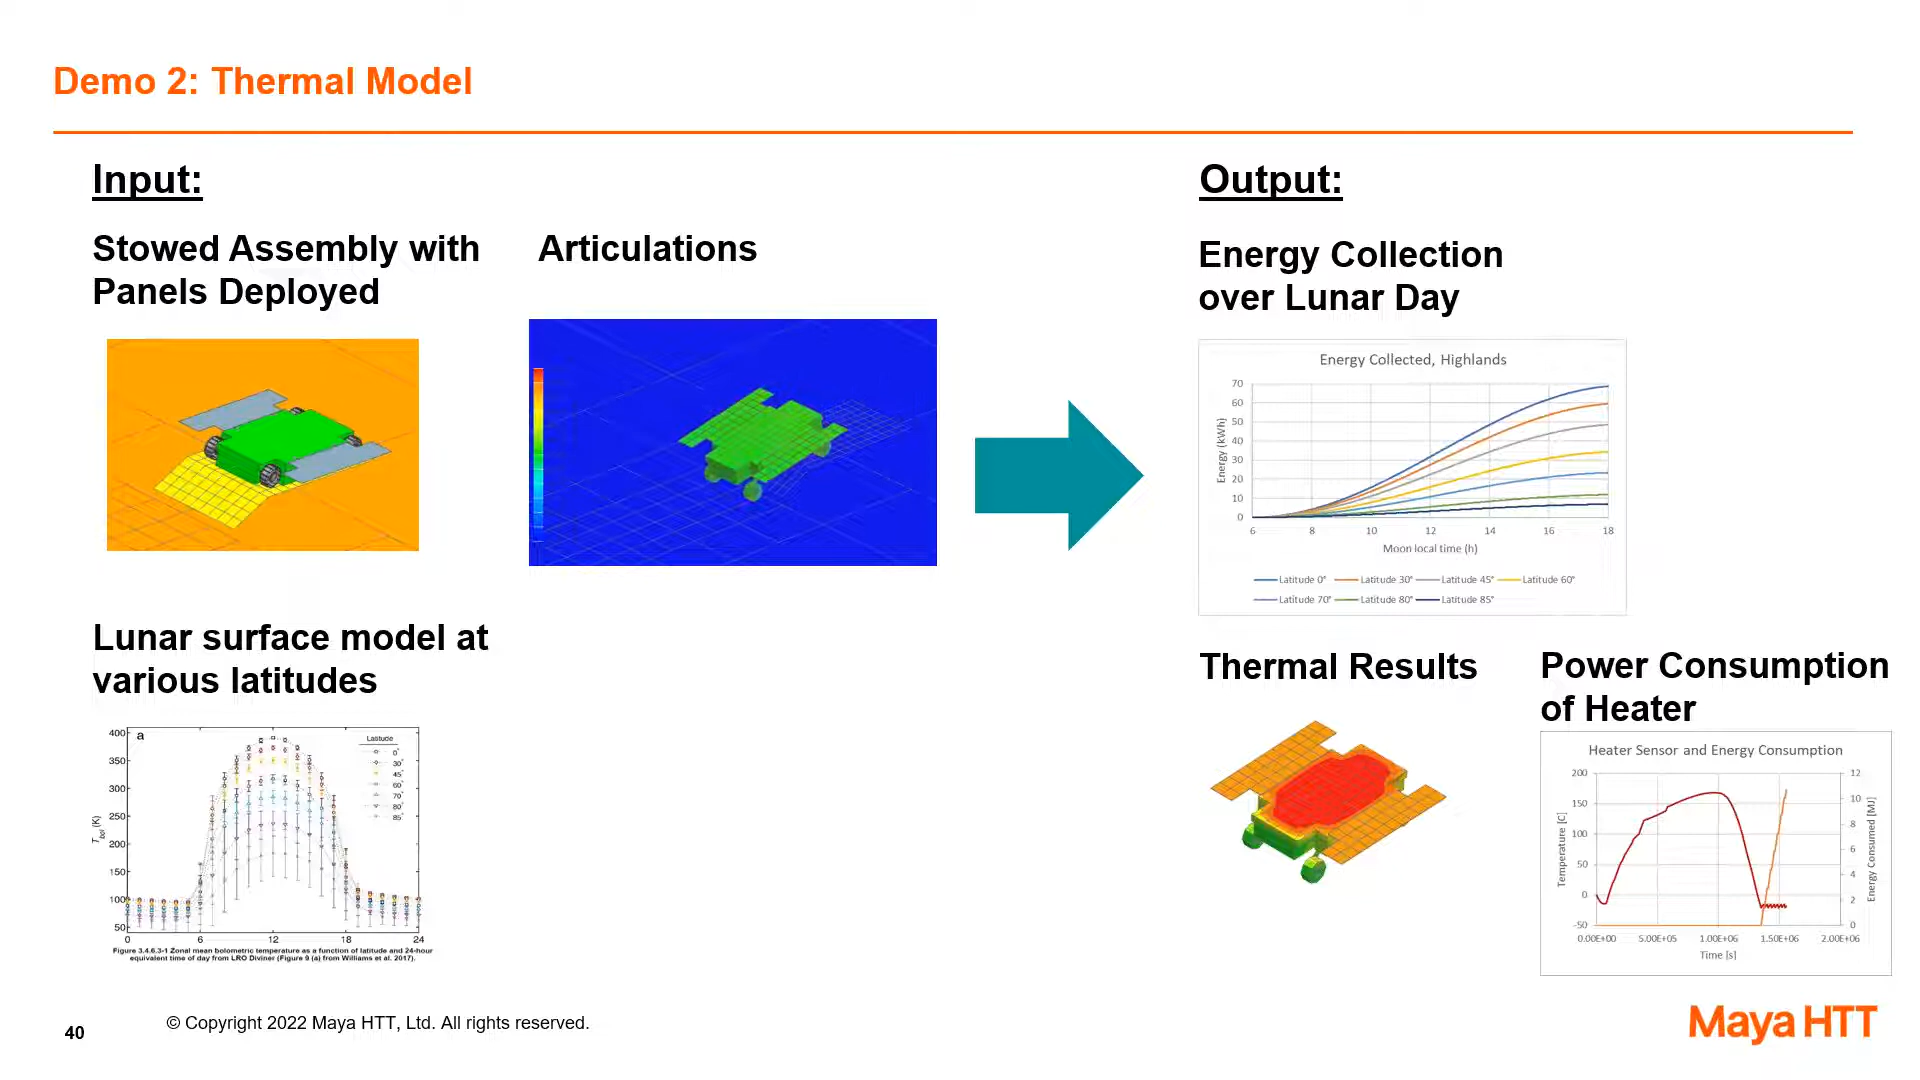 Demo 2: Thermal Model
Input:
Stowed Assembly with
Panels Deployed
Articulations
Lunar surface model at
various latitudes
a
Latitude
0°
30°
45°
60°
70°
80°
85°
400
350
300
250
200
150
100
50
T bol (K)
0 6 12 18 24
Figure 3.4.6.3-1 Zonal mean bolometric temperature as a function of latitude and 24-hour
equivalent time of day from LRO Diviner (Figure 9 (a) from Williams et al. 2017).
Output:
Energy Collection
over Lunar Day
Energy Collected, Highlands
Energy (kWh)
70
60
50
40
30
20
10
0
6 8 10 12 14 16 18
Moon local time (h)
Latitude 0° Latitude 30° Latitude 45° Latitude 60°
Latitude 70° Latitude 80° Latitude 85°
Thermal Results
Power Consumption
of Heater
Heater Sensor and Energy Consumption
Temperature [C]
200
150
100
50
0
-50
12
10
8
6
4
2
0
Energy Consumed [MJ]
0.00E+00 5.00E+05 1.00E+06 1.50E+06 2.00E+06
Time [s]
40
© Copyright 2022 Maya HTT, Ltd. All rights reserved.
Maya HTT